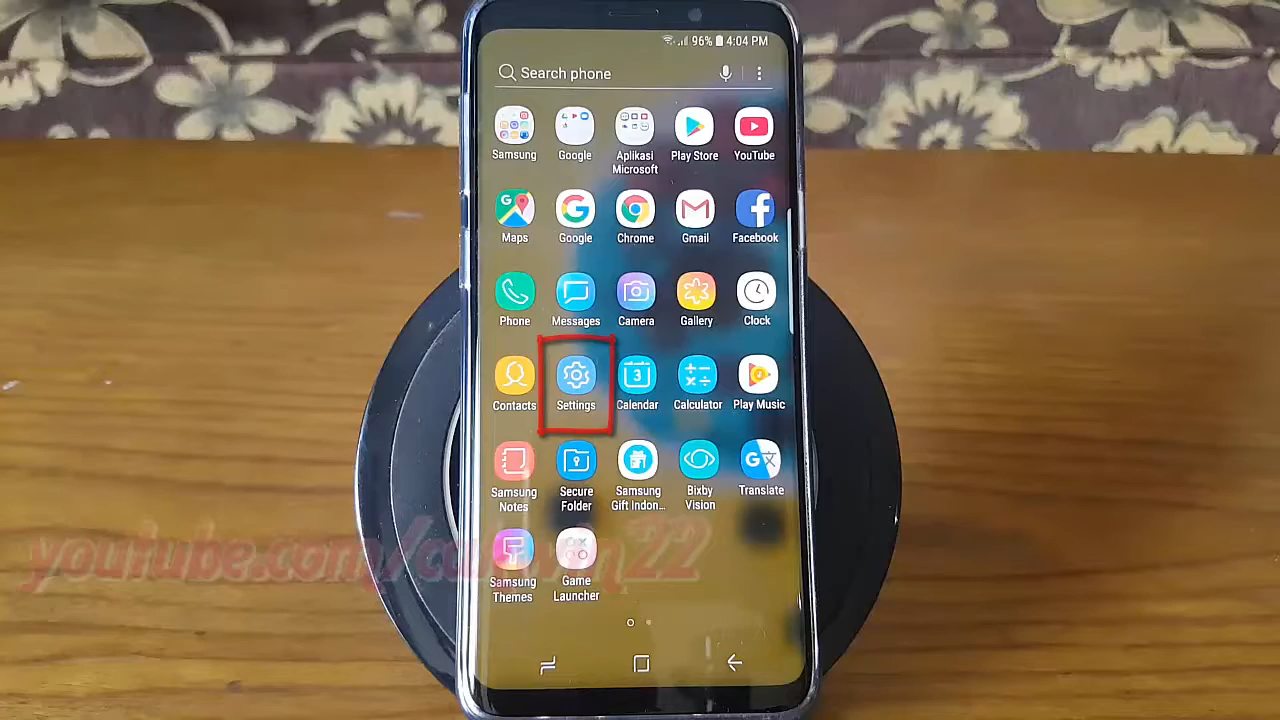 96% 4:04 PM
Search phone
Samsung Google Aplikasi Microsoft Play Store YouTube
Maps Google Chrome Gmail Facebook
Phone Messages Camera Gallery Clock
Contacts Settings 3 Calendar Calculator Play Music
Samsung Notes Secure Folder Samsung Gift Indon... Bixby Vision Translate
Samsung Themes Game Launcher